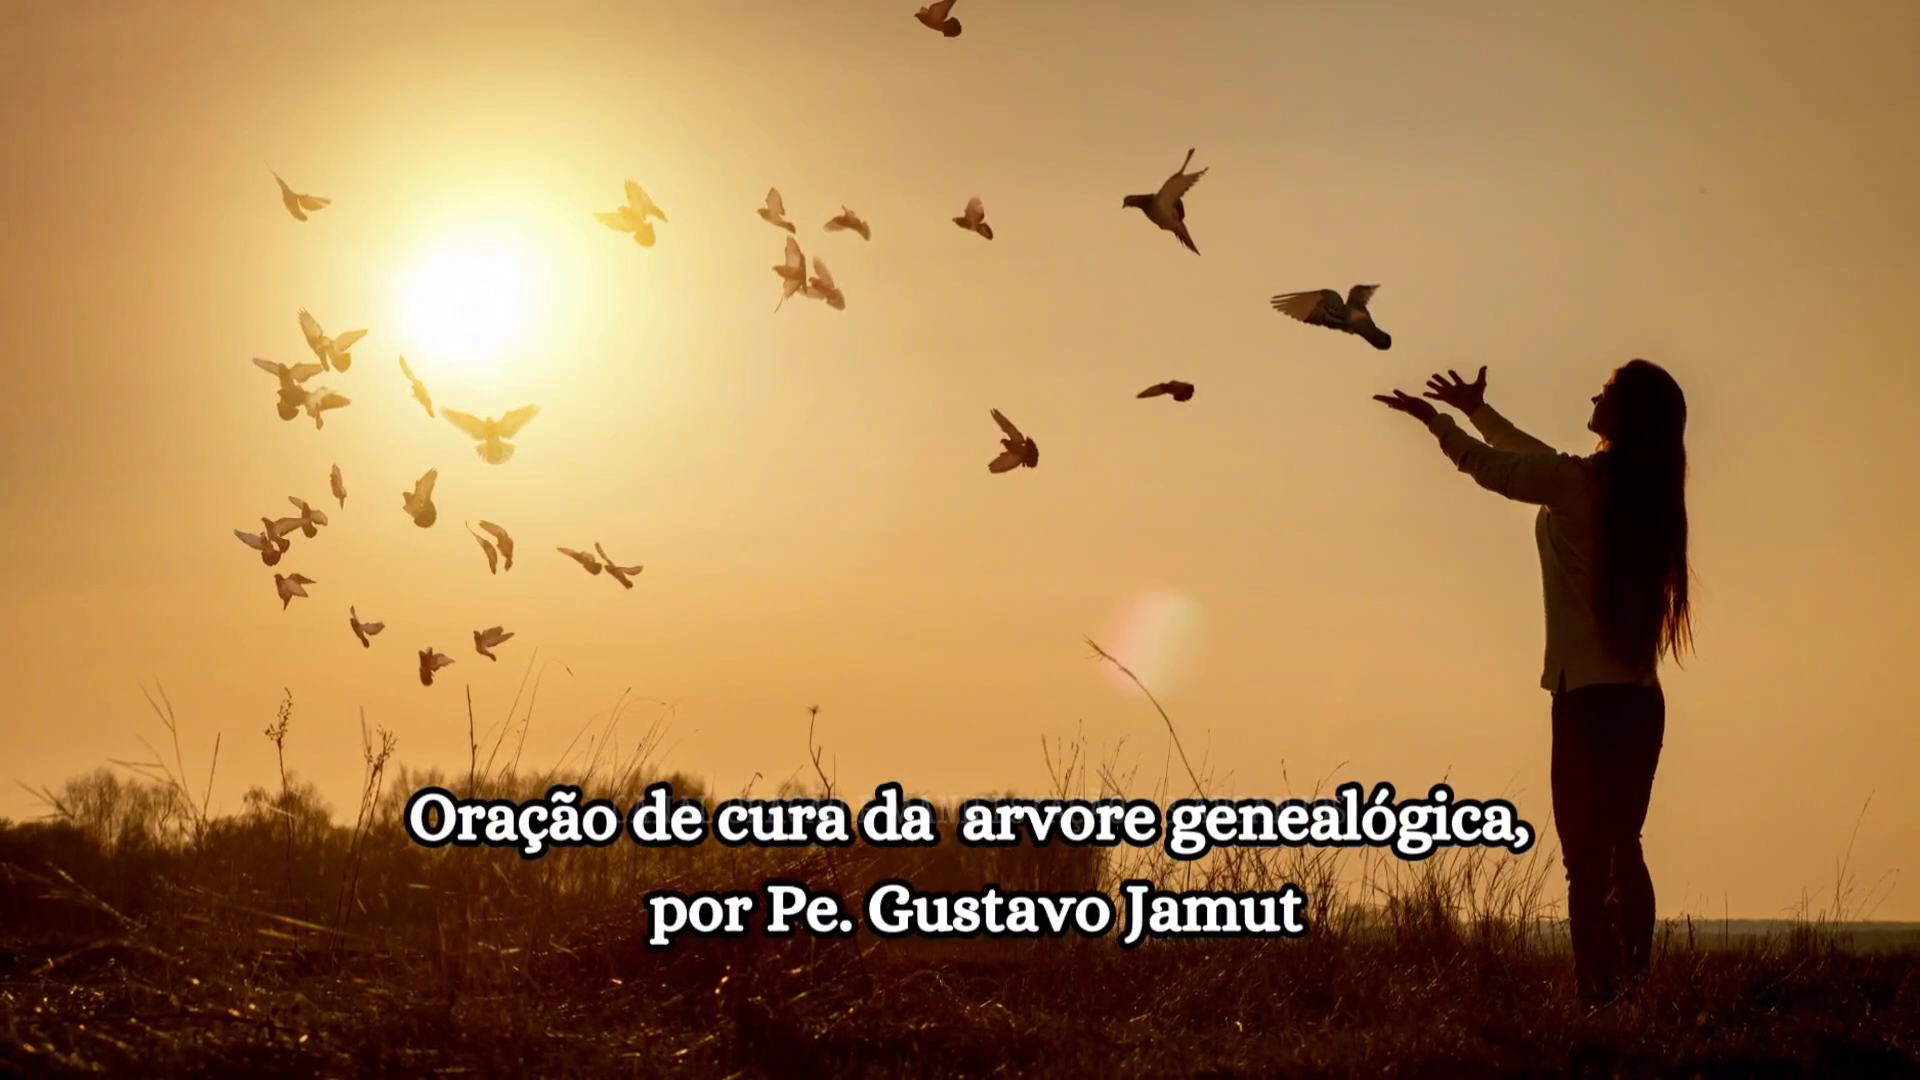 Oração de cura da  arvore genealógica,
por Pe. Gustavo Jamut